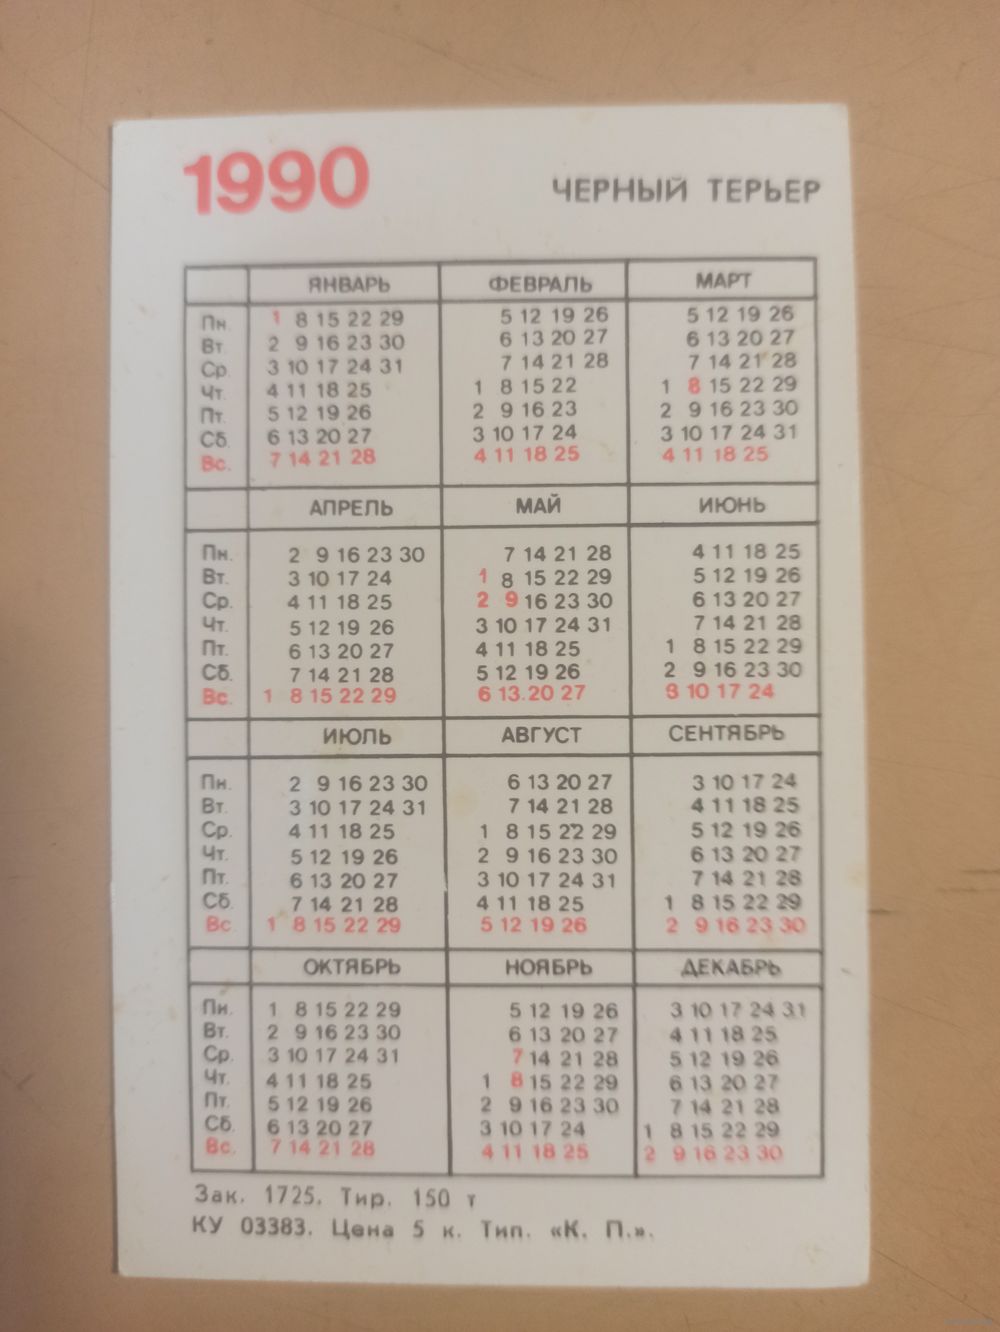 1990 ЧЕРНЫЙ ТЕРЬЕР
ЯНВАРЬ ФЕВРАЛЬ МАРТ
Пн. 1 8 15 22 29 5 12 19 26 5 12 19 26
Вт. 2 9 16 23 30 6 13 20 27 6 13 20 27
Ср. 3 10 17 24 31 7 14 21 28 7 14 21 28
Чт. 4 11 18 25 1 8 15 22 1 8 15 22 29
Пт. 5 12 19 26 2 9 16 23 2 9 16 23 30
Сб. 6 13 20 27 3 10 17 24 3 10 17 24 31
Вс. 7 14 21 28 4 11 18 25 4 11 18 25
АПРЕЛЬ МАЙ ИЮНЬ
Пн. 2 9 16 23 30 7 14 21 28 4 11 18 25
Вт. 3 10 17 24 1 8 15 22 29 5 12 19 26
Ср. 4 11 18 25 2 9 16 23 30 6 13 20 27
Чт. 5 12 19 26 3 10 17 24 31 7 14 21 28
Пт. 6 13 20 27 4 11 18 25 1 8 15 22 29
Сб. 7 14 21 28 5 12 19 26 2 9 16 23 30
Вс. 1 8 15 22 29 6 13 20 27 3 10 17 24
ИЮЛЬ АВГУСТ СЕНТЯБРЬ
Пн. 2 9 16 23 30 6 13 20 27 3 10 17 24
Вт. 3 10 17 24 31 7 14 21 28 4 11 18 25
Ср. 4 11 18 25 1 8 15 22 29 5 12 19 26
Чт. 5 12 19 26 2 9 16 23 30 6 13 20 27
Пт. 6 13 20 27 3 10 17 24 31 7 14 21 28
Сб. 7 14 21 28 4 11 18 25 1 8 15 22 29
Вс 1 8 15 22 29 5 12 19 26 2 9 16 23 30
ОКТЯБРЬ НОЯБРЬ ДЕКАБРЬ
Пн. 1 8 15 22 29 5 12 19 26 3 10 17 24 31
Вт. 2 9 16 23 30 6 13 20 27 4 11 18 25
Ср. 3 10 17 24 31 7 14 21 28 5 12 19 26
Чт. 4 11 18 25 1 8 15 22 29 6 13 20 27
Пт. 5 12 19 26 2 9 16 23 30 7 14 21 28
Сб. 6 13 20 27 3 10 17 24 1 8 15 22 29
Вс. 7 14 21 28 4 11 18 25 2 9 16 23 30
Зак. 1725. Тир. 150 т
КУ 03383. Цена 5 к. Тип. «К. П.».